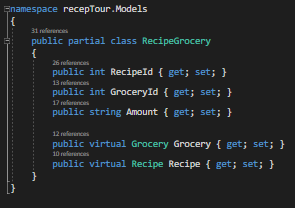 namespace recepTour.Models
{
31 references
public partial class RecipeGrocery
{
26 references
public int RecipeId { get; set; }
13 references
public int GroceryId { get; set; }
17 references
public string Amount { get; set; }
12 references
public virtual Grocery Grocery { get; set; }
10 references
public virtual Recipe Recipe { get; set; }
}
}